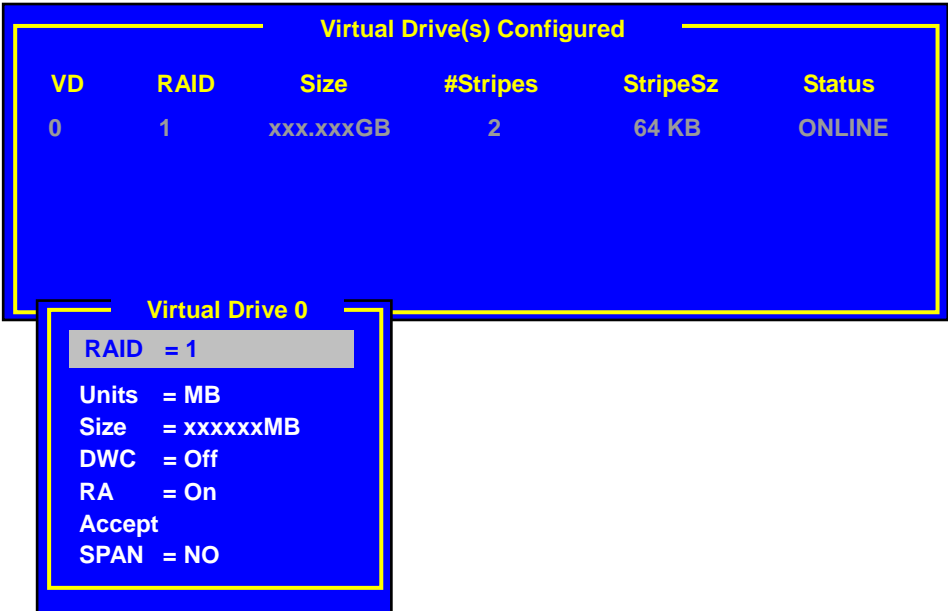 Virtual Drive(s) Configured
VD RAID Size #Stripes StripeSz Status
0 1 xxx.xxxGB 2 64 KB ONLINE
Virtual Drive 0
RAID = 1
Units = MB
Size = xxxxxxMB
DWC = Off
RA = On
Accept
SPAN = NO